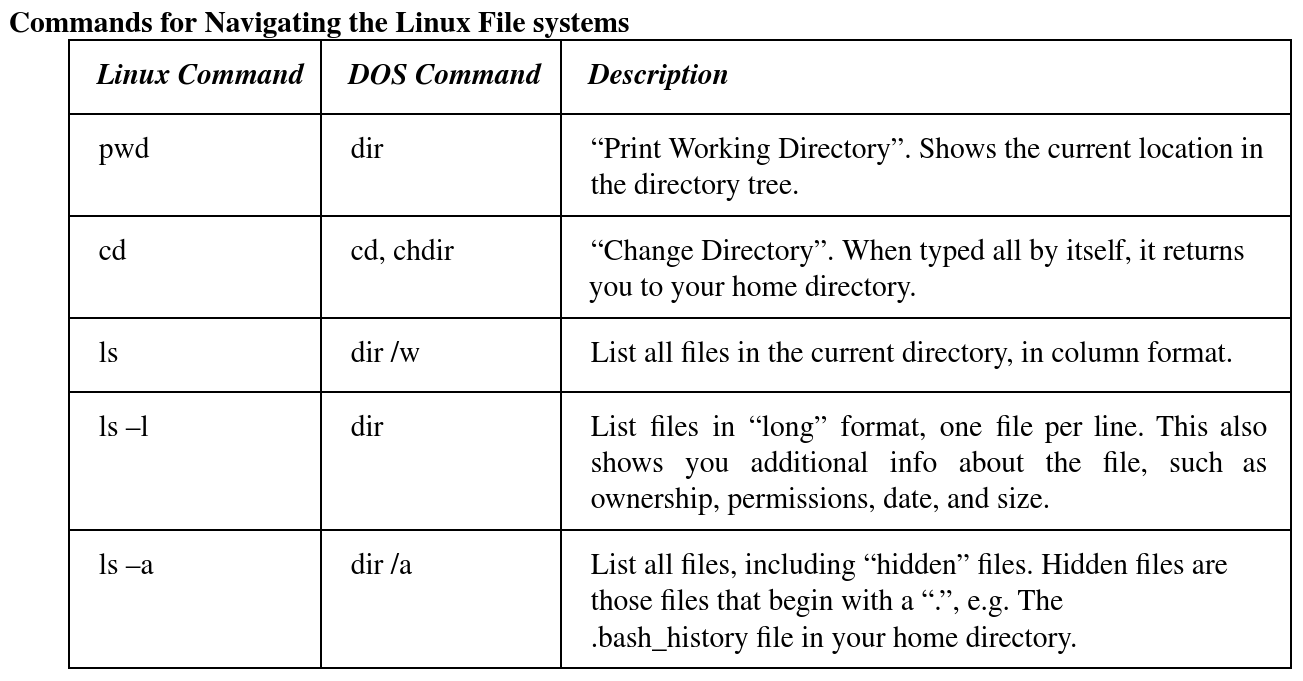 Commands for Navigating the Linux File systems
Linux Command DOS Command Description
pwd dir “Print Working Directory”. Shows the current location in
the directory tree.
cd cd, chdir “Change Directory”. When typed all by itself, it returns
you to your home directory.
ls dir /w List all files in the current directory, in column format.
ls –l dir List files in “long” format, one file per line. This also
shows you additional info about the file, such as
ownership, permissions, date, and size.
ls –a dir /a List all files, including “hidden” files. Hidden files are
those files that begin with a “.”, e.g. The
.bash_history file in your home directory.